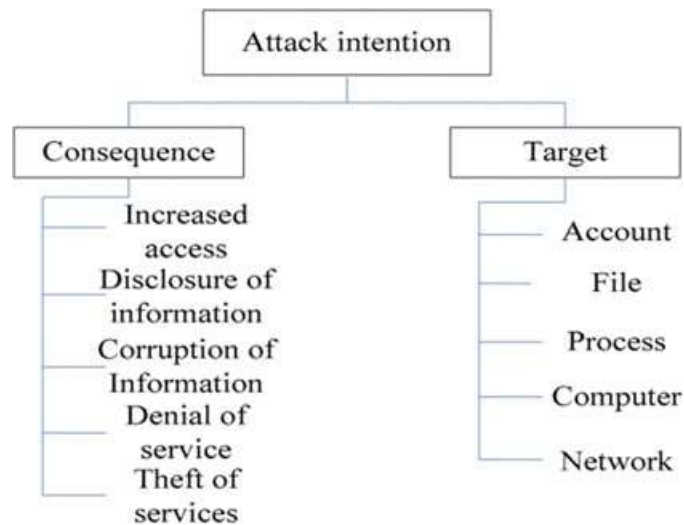 Attack intention
Consequence
Target
Increased
access
Disclosure of
information
Corruption of
Information
Denial of
service
Theft of
services
Account
File
Process
Computer
Network